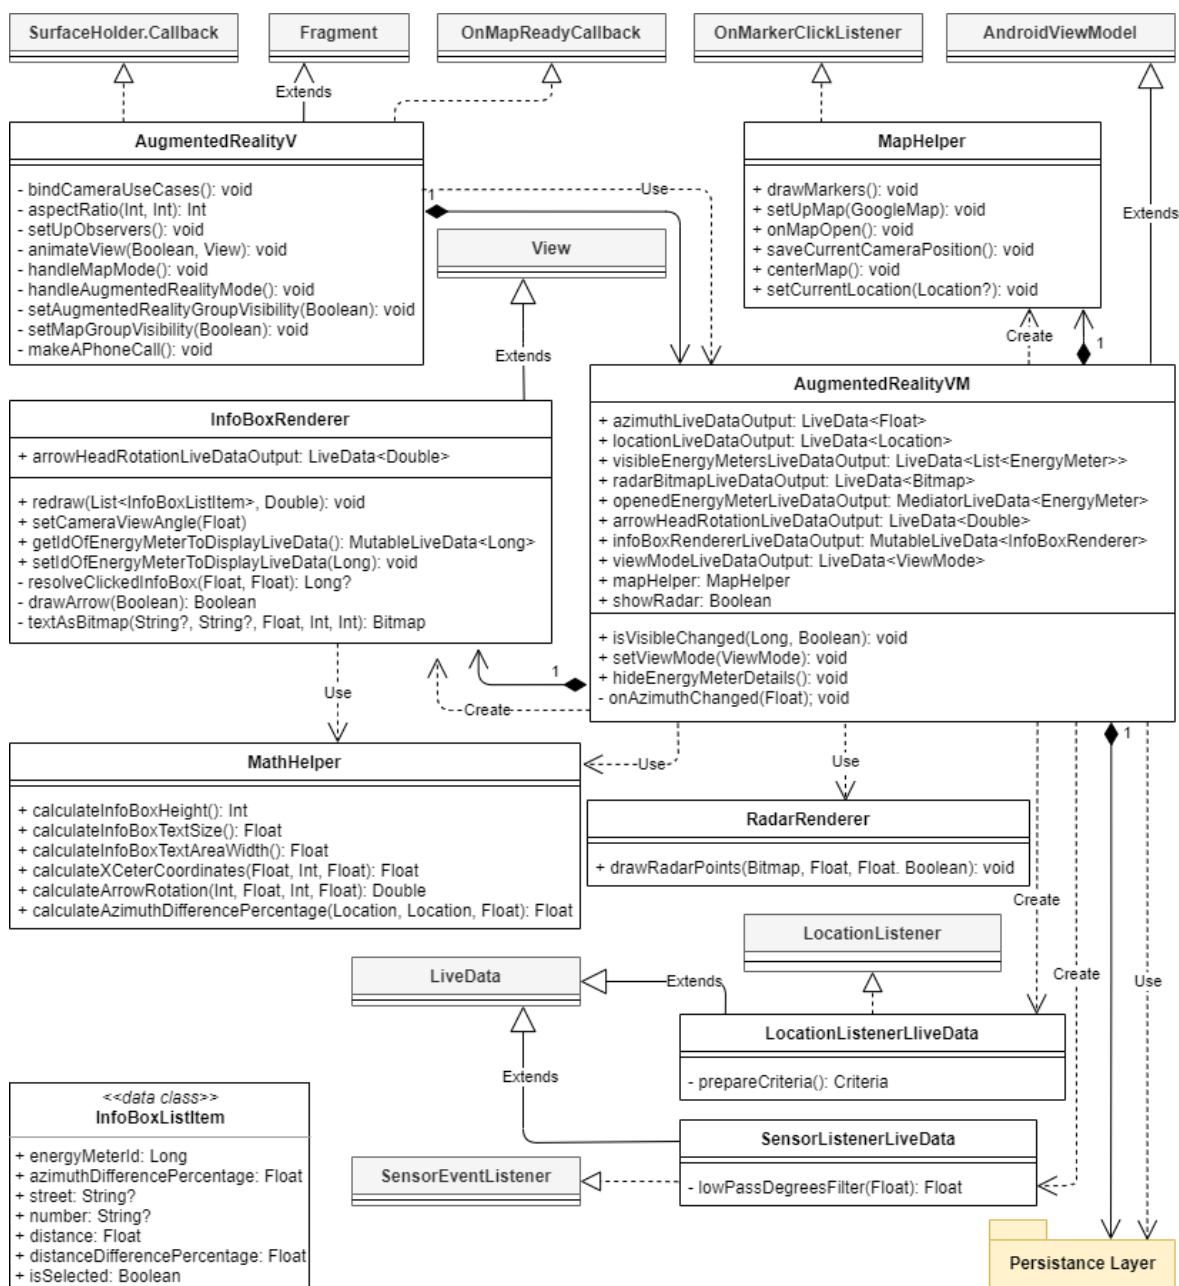 SurfaceHolder.Callback
Fragment
OnMapReadyCallback
OnMarkerClickListener
AndroidViewModel
Extends
AugmentedRealityV
- bindCameraUseCases(): void
- aspectRatio(Int, Int): Int
- setUpObservers(): void
- animateView(Boolean, View): void
- handleMapMode(): void
- handleAugmentedRealityMode(): void
- setAugmentedRealityGroupVisibility(Boolean): void
- setMapGroupVisibility(Boolean): void
- makeAPhoneCall(): void
1
Use
MapHelper
+ drawMarkers(): void
+ setUpMap(GoogleMap): void
+ onMapOpen(): void
+ saveCurrentCameraPosition(): void
+ centerMap(): void
+ setCurrentLocation(Location?): void
Extends
View
Extends
Create
1
InfoBoxRenderer
+ arrowHeadRotationLiveDataOutput: LiveData<Double>
+ redraw(List<InfoBoxListItem>, Double): void
+ setCameraViewAngle(Float)
+ getIdOfEnergyMeterToDisplayLiveData(): MutableLiveData<Long>
+ setIdOfEnergyMeterToDisplayLiveData(Long): void
- resolveClickedInfoBox(Float, Float): Long?
- drawArrow(Boolean): Boolean
- textAsBitmap(String?, String?, Float, Int, Int): Bitmap
AugmentedRealityVM
+ azimuthLiveDataOutput: LiveData<Float>
+ locationLiveDataOutput: LiveData<Location>
+ visibleEnergyMetersLiveDataOutput: LiveData<List<EnergyMeter>>
+ radarBitmapLiveDataOutput: LiveData<Bitmap>
+ openedEnergyMeterLiveDataOutput: MediatorLiveData<EnergyMeter>
+ arrowHeadRotationLiveDataOutput: LiveData<Double>
+ infoBoxRendererLiveDataOutput: MutableLiveData<InfoBoxRenderer>
+ viewModeLiveDataOutput: LiveData<ViewMode>
+ mapHelper: MapHelper
+ showRadar: Boolean
+ isVisibleChanged(Long, Boolean): void
+ setViewMode(ViewMode): void
+ hideEnergyMeterDetails(): void
- onAzimuthChanged(Float); void
1
Create
Use
Use
Use
1
MathHelper
+ calculateInfoBoxHeight(): Int
+ calculateInfoBoxTextSize(): Float
+ calculateInfoBoxTextAreaWidth(): Float
+ calculateXCeterCoordinates(Float, Int, Float): Float
+ calculateArrowRotation(Int, Float, Int, Float): Double
+ calculateAzimuthDifferencePercentage(Location, Location, Float): Float
RadarRenderer
+ drawRadarPoints(Bitmap, Float, Float. Boolean): void
Create
Create
Use
LocationListener
LiveData
Extends
LocationListenerLliveData
- prepareCriteria(): Criteria
Extends
SensorListenerLiveData
- lowPassDegreesFilter(Float): Float
SensorEventListener
<<data class>>
InfoBoxListItem
+ energyMeterId: Long
+ azimuthDifferencePercentage: Float
+ street: String?
+ number: String?
+ distance: Float
+ distanceDifferencePercentage: Float
+ isSelected: Boolean
Persistance Layer